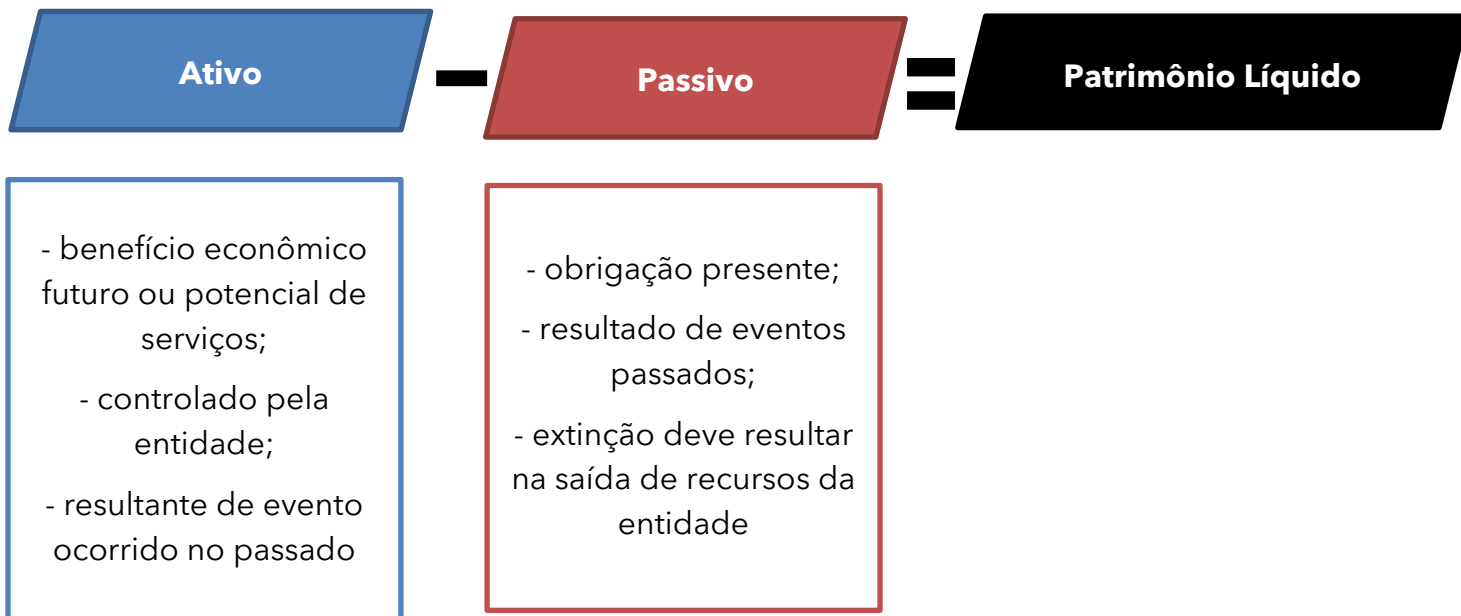 Ativo
Passivo
Patrimônio Líquido
- benefício econômico
futuro ou potencial de
serviços;
- controlado pela
entidade;
- resultante de evento
ocorrido no passado
- obrigação presente;
- resultado de eventos
passados;
- extinção deve resultar
na saída de recursos da
entidade